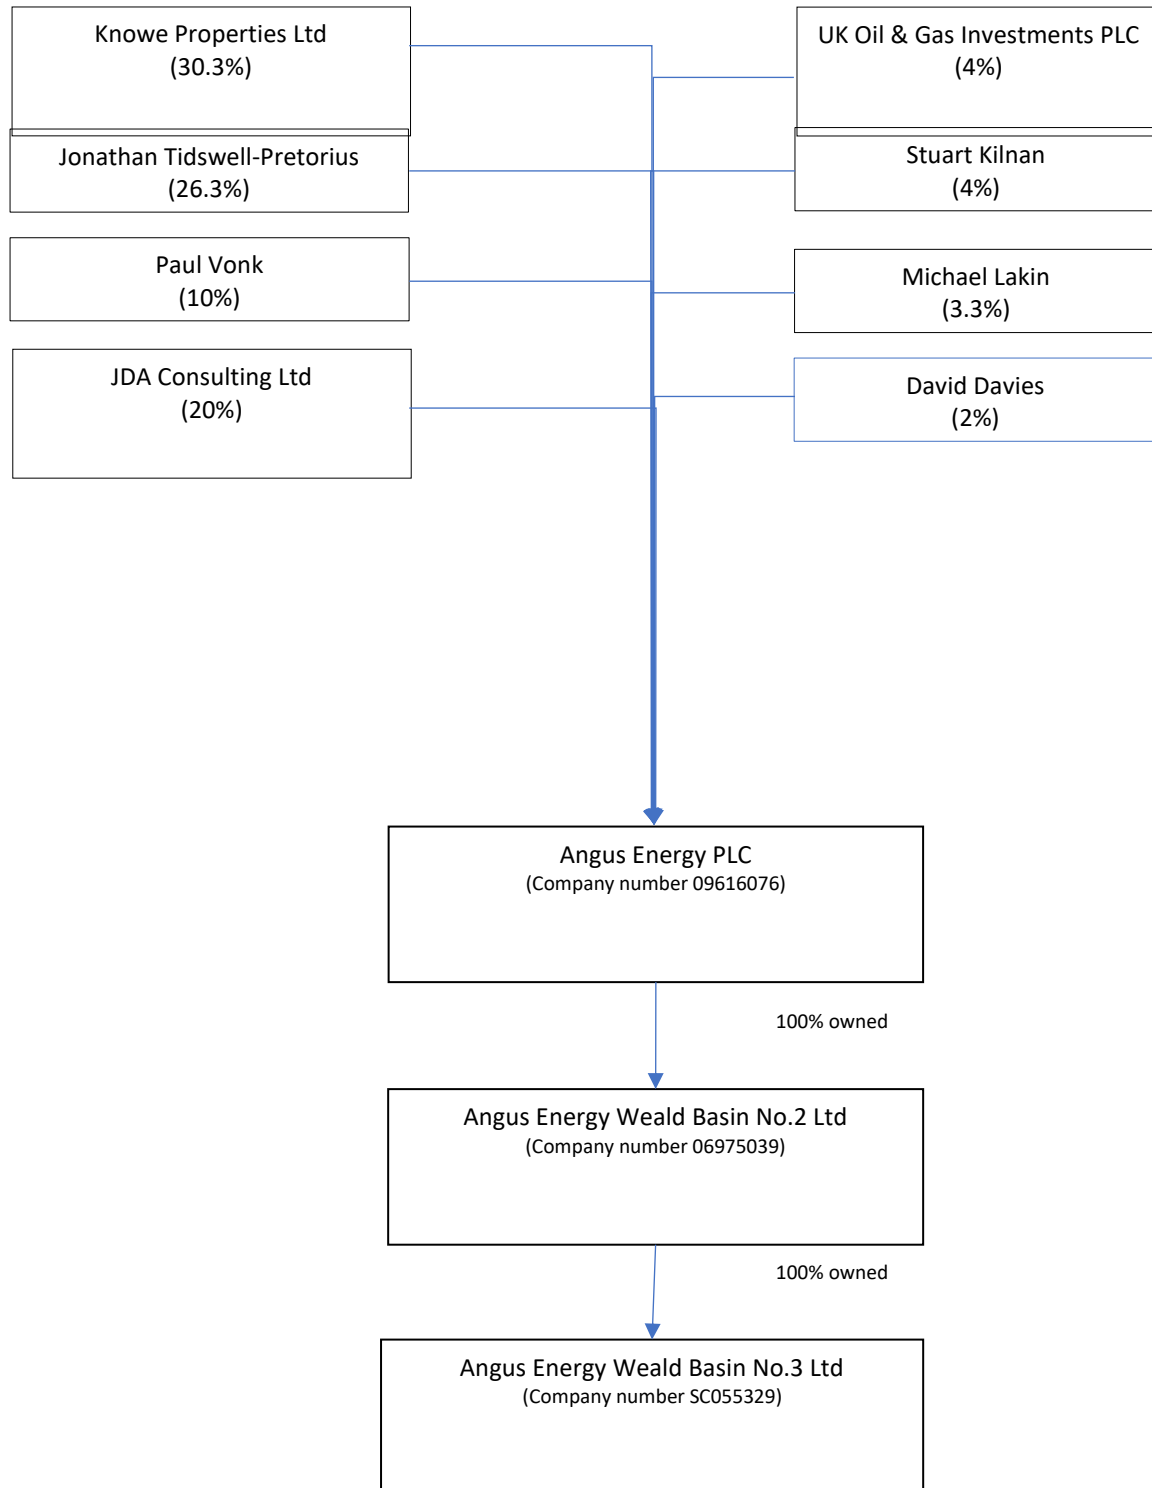 Knowe Properties Ltd
(30.3%)
UK Oil & Gas Investments PLC
(4%)
Jonathan Tidswell-Pretorius
(26.3%)
Stuart Kilnan
(4%)
Paul Vonk
(10%)
Michael Lakin
(3.3%)
JDA Consulting Ltd
(20%)
David Davies
(2%)
Angus Energy PLC
(Company number 09616076)
100% owned
Angus Energy Weald Basin No.2 Ltd
(Company number 06975039)
100% owned
Angus Energy Weald Basin No.3 Ltd
(Company number SC055329)